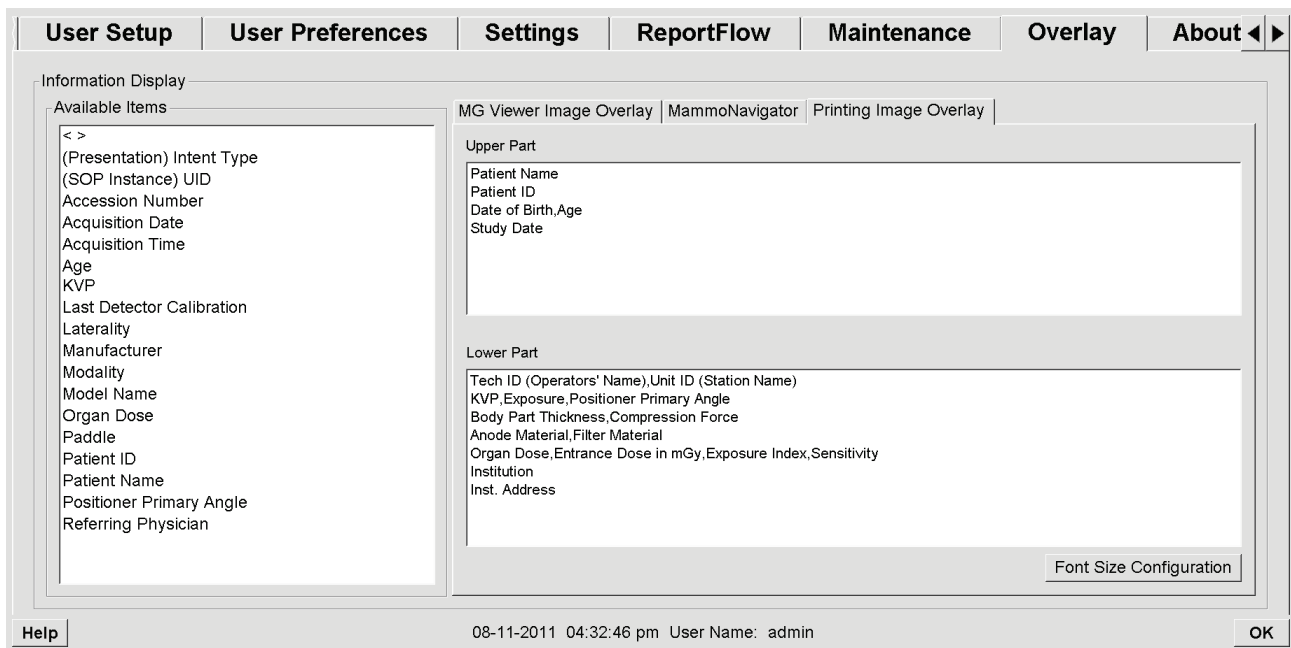 User Setup
User Preferences
Settings
ReportFlow
Maintenance
Overlay
About
Information Display
Available Items
< >
(Presentation) Intent Type
(SOP Instance) UID
Accession Number
Acquisition Date
Acquisition Time
Age
KVP
Last Detector Calibration
Laterality
Manufacturer
Modality
Model Name
Organ Dose
Paddle
Patient ID
Patient Name
Positioner Primary Angle
Referring Physician
MG Viewer Image Overlay
MammoNavigator
Printing Image Overlay
Upper Part
Patient Name
Patient ID
Date of Birth,Age
Study Date
Lower Part
Tech ID (Operators' Name),Unit ID (Station Name)
KVP,Exposure,Positioner Primary Angle
Body Part Thickness,Compression Force
Anode Material,Filter Material
Organ Dose,Entrance Dose in mGy,Exposure Index,Sensitivity
Institution
Inst. Address
Font Size Configuration
Help
08-11-2011 04:32:46 pm User Name: admin
OK